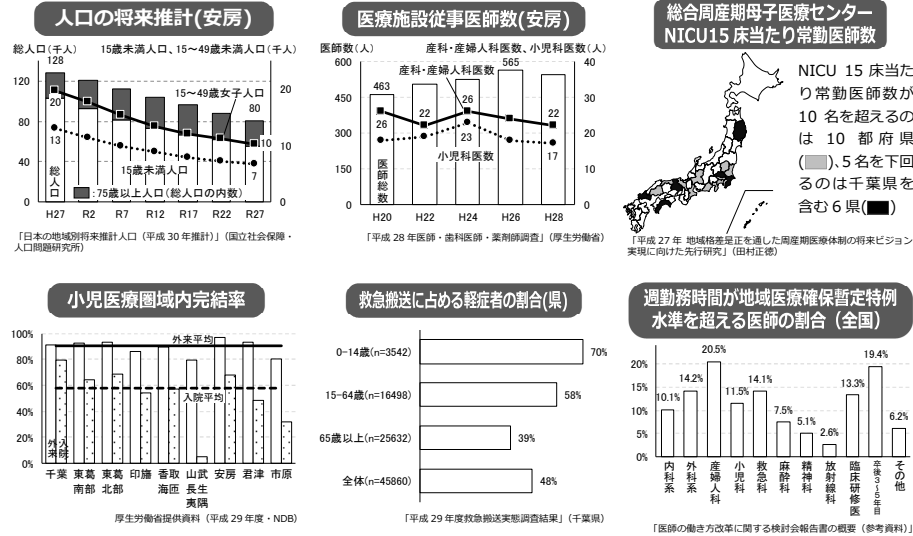 人口の将来推計(安房)
総人口(千人)
15歳未満人口、15～49歳未満人口(千人)
128
120
80
40
0
20
13
15～49歳女子人口
80
10
7
15歳未満人口
総人口
:75歳以上人口(総人口の内数)
20
10
0
H27 R2 R7 R12 R17 R22 R27
「日本の地域別将来推計人口（平成30年推計）」（国立社会保障・
人口問題研究所）
医療施設従事医師数(安房)
医師数(人)
産科・産婦人科医数、小児科医数(人)
600
450
300
150
0
463
565
産科・産婦人科医数
26
22
26
22
23
17
小児科医数
医師総数
40
30
20
10
0
H20 H22 H24 H26 H28
「平成28年医師・歯科医師・薬剤師調査」（厚生労働省）
総合周産期母子医療センター
NICU15床当たり常勤医師数
NICU 15床当た
り常勤医師数が
10名を超えるの
は10都府県
( )、5名を下回
るのは千葉県を
含む6県( )
「平成27年 地域格差是正を通した周産期医療体制の将来ビジョン
実現に向けた先行研究」（田村正徳）
小児医療圏域内完結率
100%
80%
60%
40%
20%
0%
外来平均
入院平均
外来
入院
千葉 東葛南部 東葛北部 印旛 香取海匝 山武長生夷隅 安房 君津 市原
厚生労働省提供資料（平成29年度・NDB）
救急搬送に占める軽症者の割合(県)
0-14歳(n=3542) 70%
15-64歳(n=16498) 58%
65歳以上(n=25632) 39%
全体(n=45860) 48%
「平成29年度救急搬送実態調査結果」（千葉県）
週勤務時間が地域医療確保暫定特例
水準を超える医師の割合（全国）
20%
15%
10%
5%
0%
10.1%
14.2%
20.5%
11.5%
14.1%
7.5%
5.1%
2.6%
13.3%
19.4%
6.2%
内科系
外科系
産婦人科
小児科
救急科
麻酔科
精神科
放射線科
臨床研修医
卒後3～5年目
その他
「医師の働き方改革に関する検討会報告書の概要（参考資料）」